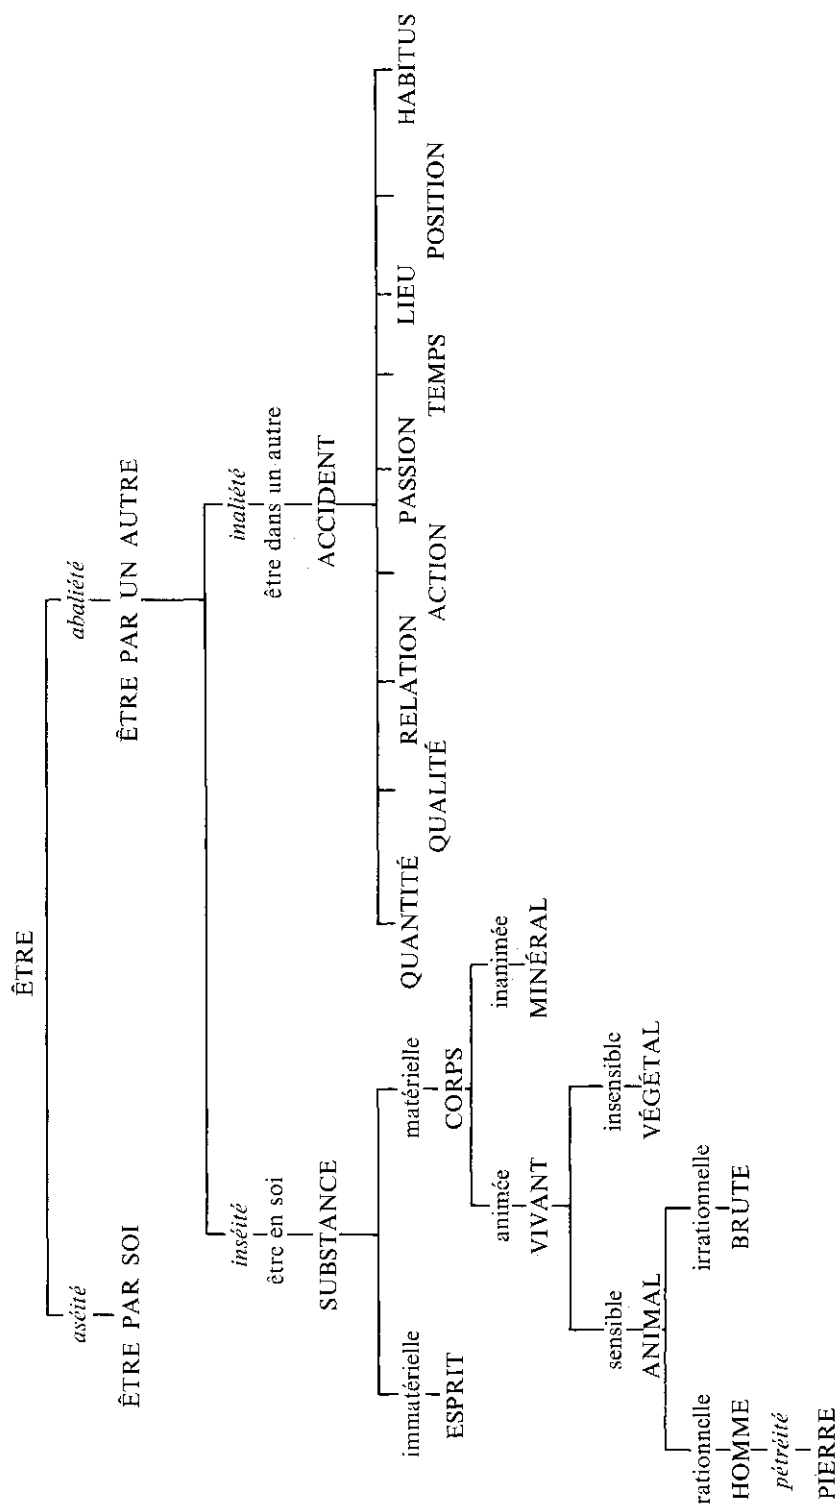 ÊTRE
aséité abaliété
ÊTRE PAR SOI ÊTRE PAR UN AUTRE
inséité inaliété
être en soi être dans un autre
SUBSTANCE ACCIDENT
immatérielle matérielle QUANTITÉ RELATION PASSION LIEU HABITUS
ESPRIT CORPS QUALITÉ ACTION TEMPS POSITION
animée inanimée
VIVANT MINÉRAL
sensible insensible
ANIMAL VÉGÉTAL
rationnelle irrationnelle
HOMME BRUTE
pétréité
PIERRE